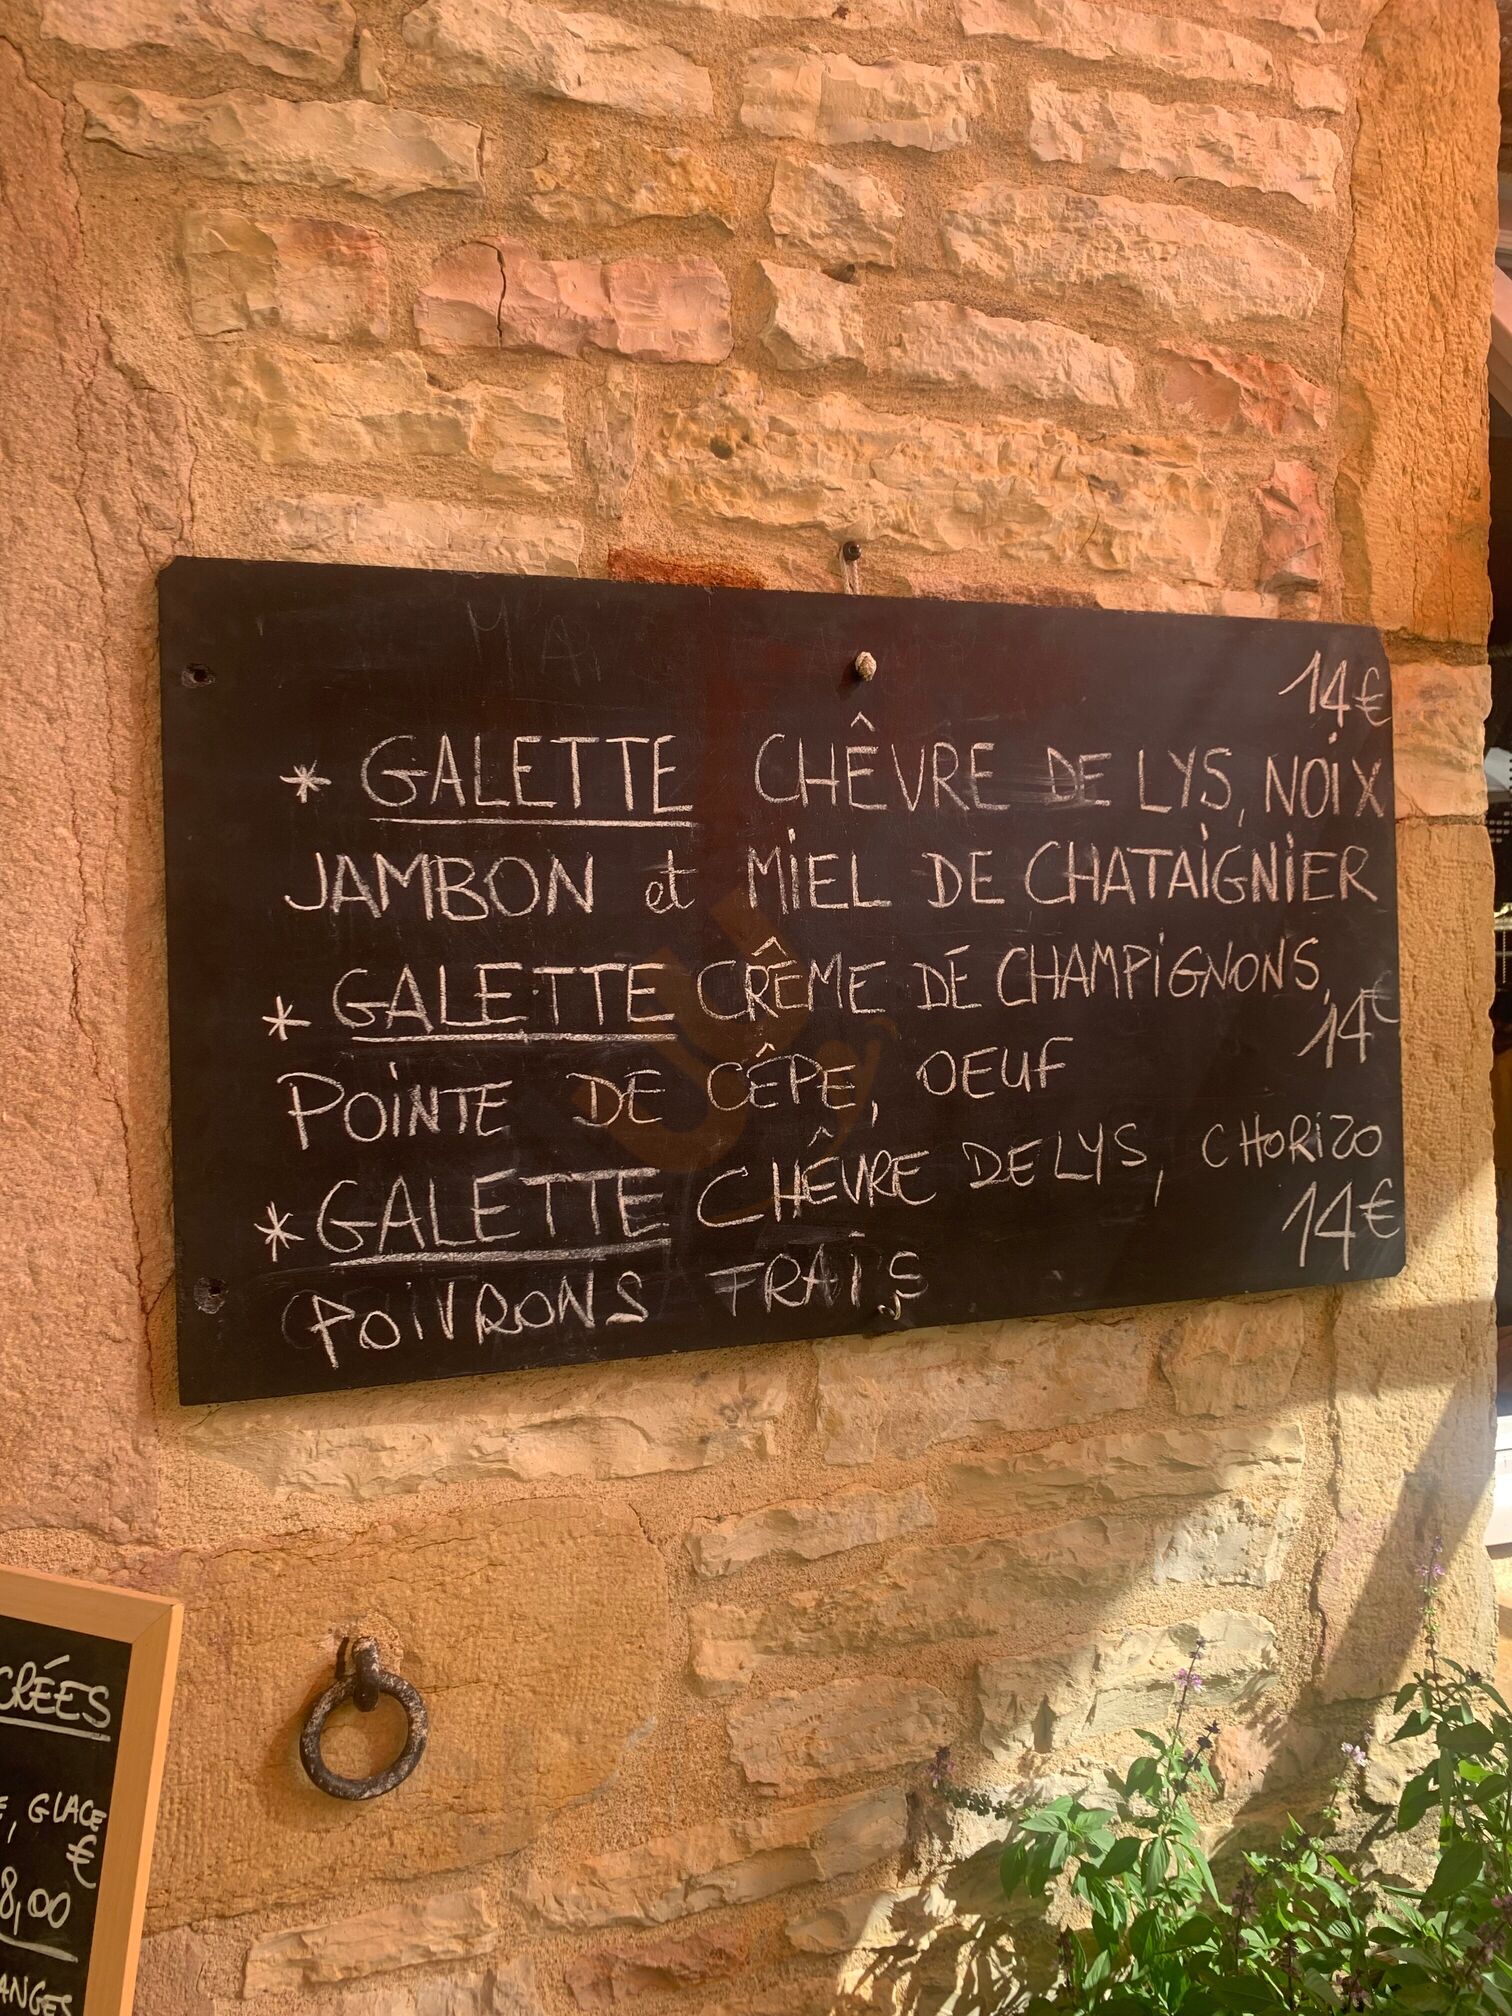 14€
* GALETTE CHÊVRE DE LYS, NOIX
JAMBON et MIEL DE CHATAIGNIER
* GALETTE CRÊME DE CHAMPIGNONS,
14€
POINTE DE CÊPE, OEUF
* GALETTE CHÊVRE DE LYS, CHORIZO
14€
POIVRONS FRAIS
CRÉES
, GLACE
€
8,00
ANGES